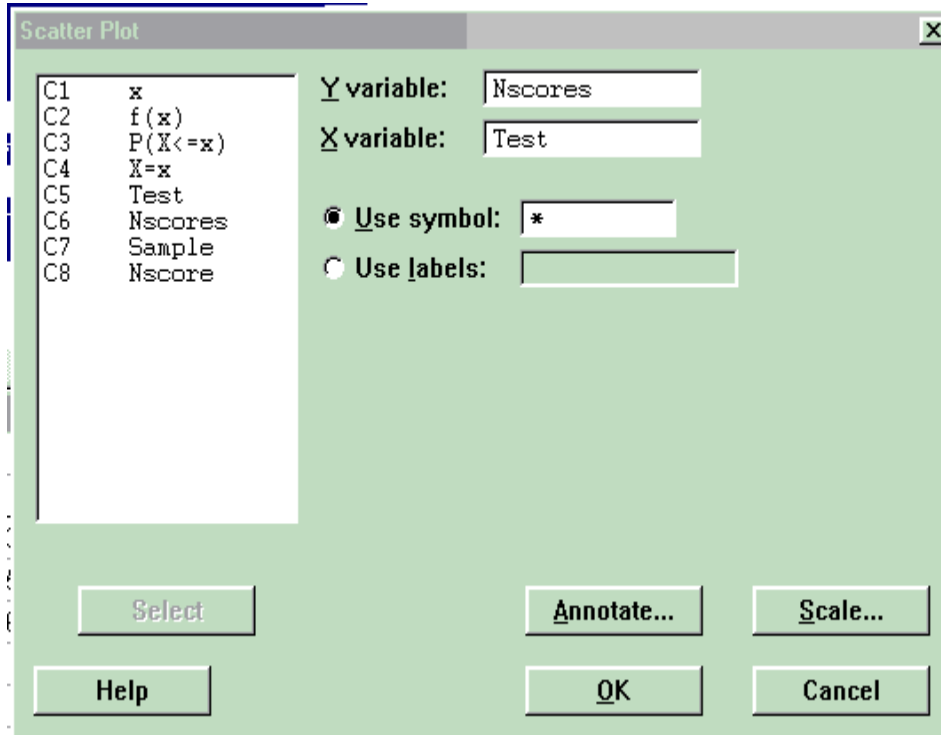 Scatter Plot
C1 x
C2 f(x)
C3 P(X<=x)
C4 X=x
C5 Test
C6 Nscores
C7 Sample
C8 Nscore
Y variable: Nscores
X variable: Test
Use symbol: *
Use labels:
Select
Annotate...
Scale...
Help
OK
Cancel